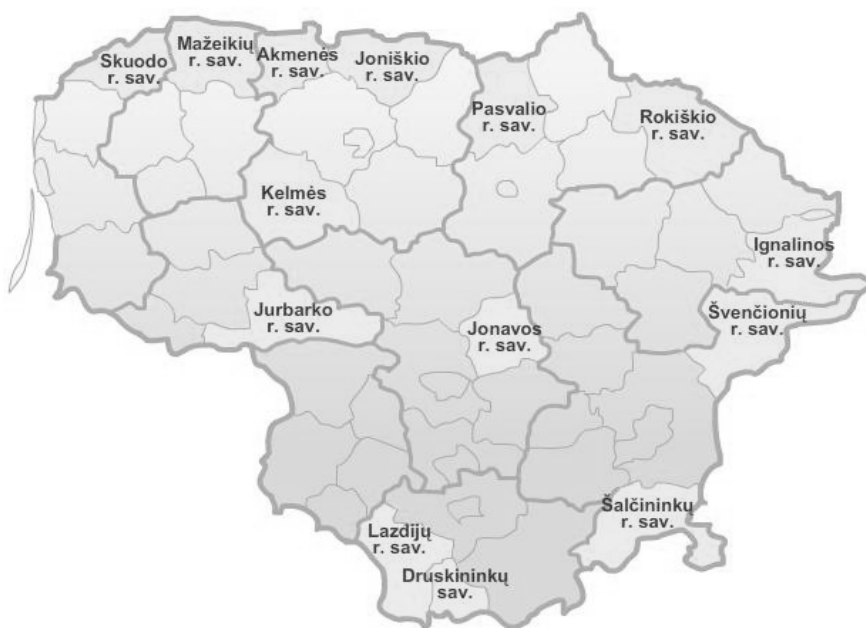 Skuodo
r. sav.
Mažeikių
r. sav.
Akmenės
r. sav.
Joniškio
r. sav.
Pasvalio
r. sav.
Rokiškio
r. sav.
Kelmės
r. sav.
Ignalinos
r. sav.
Jurbarko
r. sav.
Jonavos
r. sav.
Švenčionių
r. sav.
Šalčininkų
r. sav.
Lazdijų
r. sav.
Druskininkų
sav.